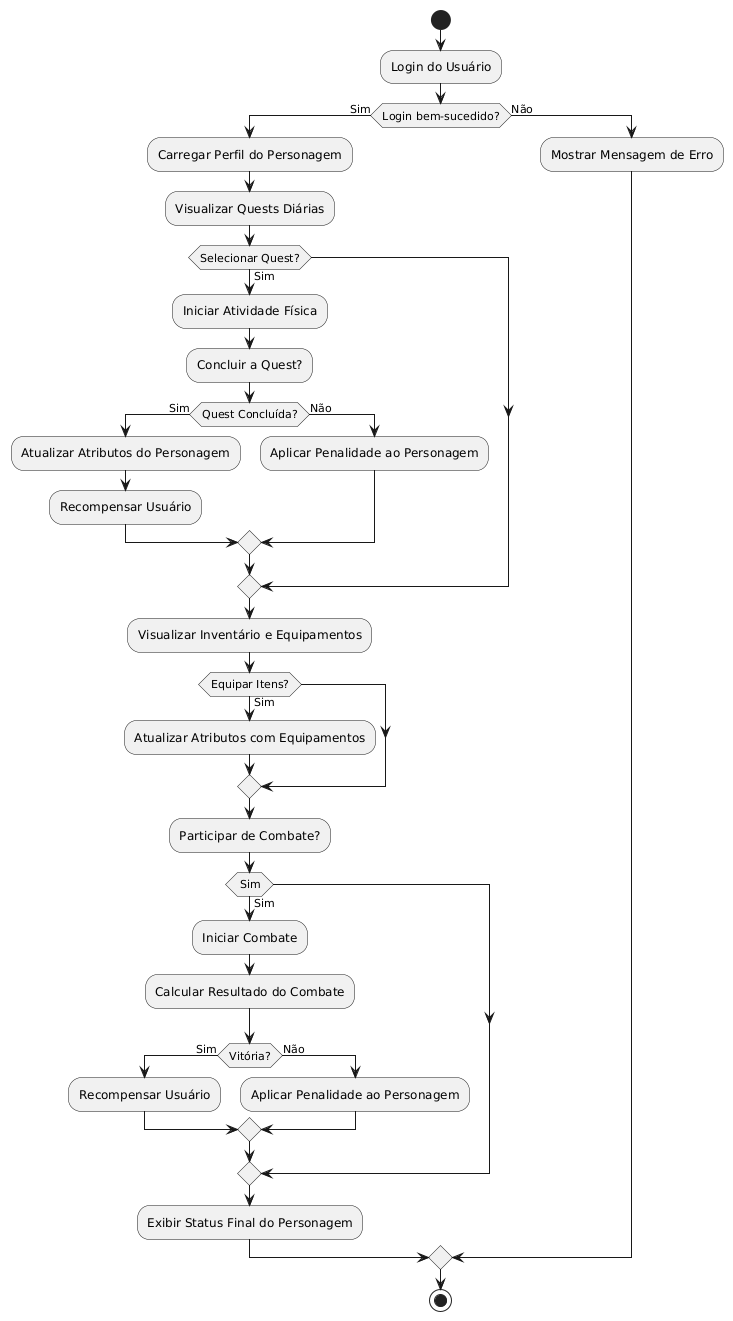 Login do Usuário
Sim
Login bem-sucedido?
Não
Carregar Perfil do Personagem
Mostrar Mensagem de Erro
Visualizar Quests Diárias
Selecionar Quest?
Sim
Iniciar Atividade Física
Concluir a Quest?
Sim
Quest Concluída?
Não
Atualizar Atributos do Personagem
Aplicar Penalidade ao Personagem
Recompensar Usuário
Visualizar Inventário e Equipamentos
Equipar Itens?
Sim
Atualizar Atributos com Equipamentos
Participar de Combate?
Sim
Sim
Iniciar Combate
Calcular Resultado do Combate
Sim
Vitória?
Não
Recompensar Usuário
Aplicar Penalidade ao Personagem
Exibir Status Final do Personagem